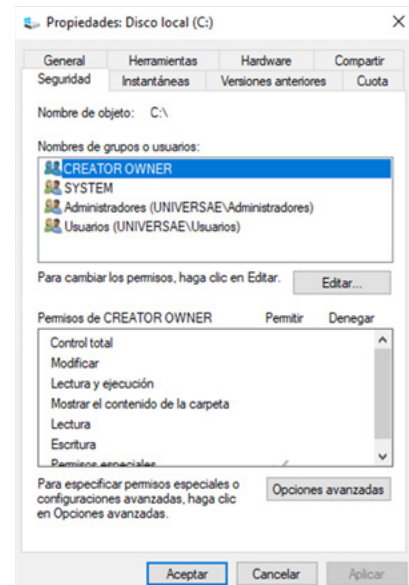 Propiedades: Disco local (C:)
General Herramientas Hardware Compartir
Seguridad Instantáneas Versiones anteriores Cuota
Nombre de objeto: C:\
Nombres de grupos o usuarios:
CREATOR OWNER
SYSTEM
Administradores (UNIVERSAE\Administradores)
Usuarios (UNIVERSAE\Usuarios)
Para cambiar los permisos, haga clic en Editar. Editar...
Permisos de CREATOR OWNER Permitir Denegar
Control total
Modificar
Lectura y ejecución
Mostrar el contenido de la carpeta
Lectura
Escritura
Permisos especiales
Para especificar permisos especiales o
configuraciones avanzadas, haga clic
en Opciones avanzadas.
Opciones avanzadas
Aceptar Cancelar Aplicar